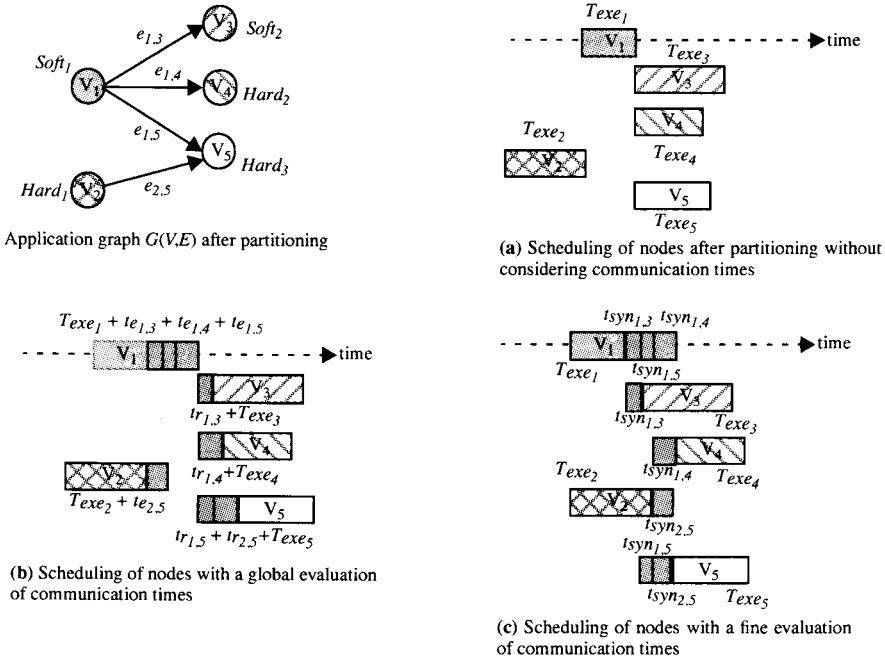 V3
Soft2
e1,3
Soft1
V1
e1,4
V4
Hard2
e1,5
V5
Hard3
Hard1
V2
e2,5
Application graph G(V,E) after partitioning
Texe1
V1
time
Texe3
V3
V4
Texe4
Texe2
V2
V5
Texe5
(a) Scheduling of nodes after partitioning without
considering communication times
Texe1 + te1,3 + te1,4 + te1,5
V1
time
V3
tr1,3 + Texe3
V4
tr1,4 + Texe4
V2
Texe2 + te2,5
V5
tr1,5 + tr2,5 + Texe5
(b) Scheduling of nodes with a global evaluation
of communication times
tsyn1,3 tsyn1,4
V1
time
Texe1
tsyn1,5
V3
tsyn1,3
Texe3
V4
tsyn1,4
Texe4
Texe2
V2
tsyn2,5
tsyn1,5
V5
tsyn2,5
Texe5
(c) Scheduling of nodes with a fine evaluation
of communication times